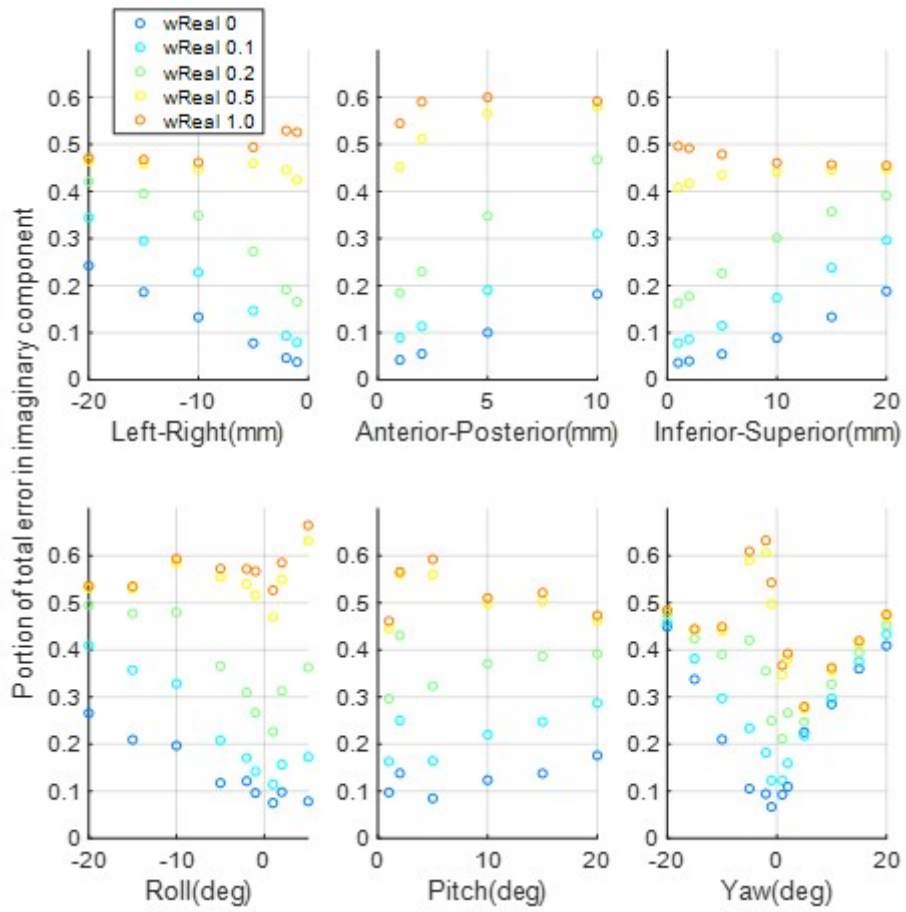 wReal 0
wReal 0.1
wReal 0.2
wReal 0.5
wReal 1.0
Portion of total error in imaginary component
0.6
0.5
0.4
0.3
0.2
0.1
0
-20 -10 0
Left-Right(mm)
0.6
0.5
0.4
0.3
0.2
0.1
0
0 5 10
Anterior-Posterior(mm)
0.6
0.5
0.4
0.3
0.2
0.1
0
0 10 20
Inferior-Superior(mm)
0.6
0.5
0.4
0.3
0.2
0.1
0
-20 -10 0
Roll(deg)
0.6
0.5
0.4
0.3
0.2
0.1
0
0 10 20
Pitch(deg)
0.6
0.5
0.4
0.3
0.2
0.1
0
-20 0 20
Yaw(deg)